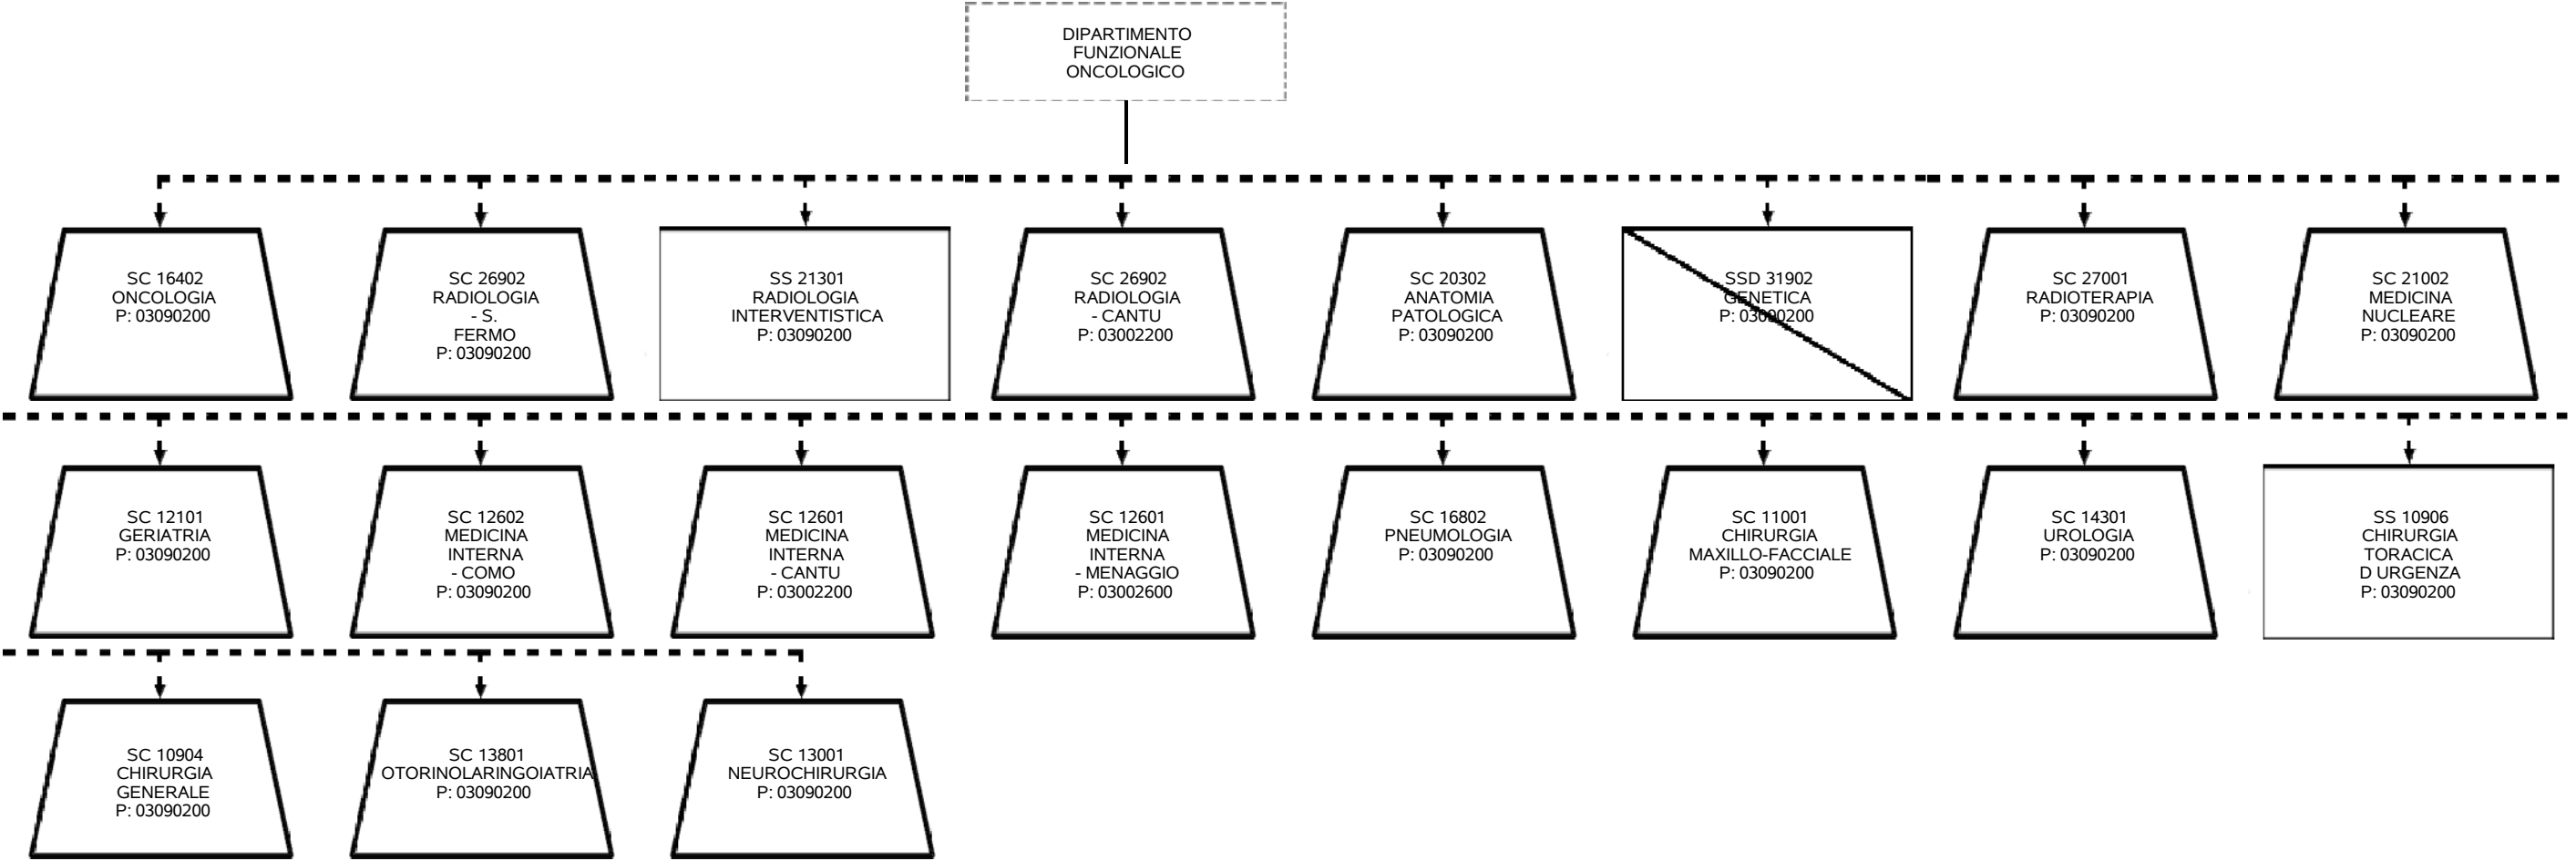 DIPARTIMENTO
FUNZIONALE
ONCOLOGICO
SC 16402
ONCOLOGIA
P: 03090200
SC 26902
RADIOLOGIA
- S.
FERMO
P: 03090200
SS 21301
RADIOLOGIA
INTERVENTISTICA
P: 03090200
SC 26902
RADIOLOGIA
- CANTU
P: 03002200
SC 20302
ANATOMIA
PATOLOGICA
P: 03090200
SSD 31902
GENETICA
P: 03090200
SC 27001
RADIOTERAPIA
P: 03090200
SC 21002
MEDICINA
NUCLEARE
P: 03090200
SC 12101
GERIATRIA
P: 03090200
SC 12602
MEDICINA
INTERNA
- COMO
P: 03090200
SC 12601
MEDICINA
INTERNA
- CANTU
P: 03002200
SC 12601
MEDICINA
INTERNA
- MENAGGIO
P: 03002600
SC 16802
PNEUMOLOGIA
P: 03090200
SC 11001
CHIRURGIA
MAXILLO-FACCIALE
P: 03090200
SC 14301
UROLOGIA
P: 03090200
SS 10906
CHIRURGIA
TORACICA
D URGENZA
P: 03090200
SC 10904
CHIRURGIA
GENERALE
P: 03090200
SC 13801
OTORINOLARINGOIATRIA
P: 03090200
SC 13001
NEUROCHIRURGIA
P: 03090200